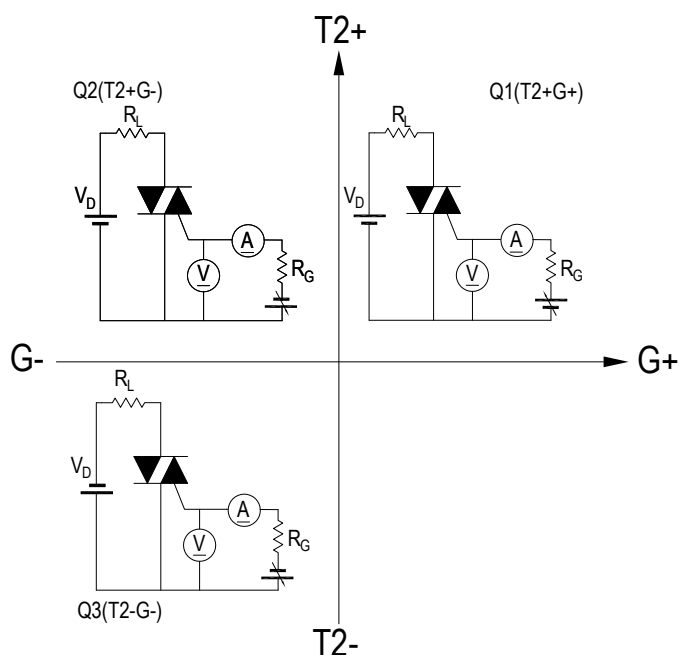 T2+
Q2(T2+G-)
Q1(T2+G+)
RL
RL
VD
VD
A
A
V
RG
V
RG
G-
G+
RL
VD
A
V
RG
Q3(T2-G-)
T2-